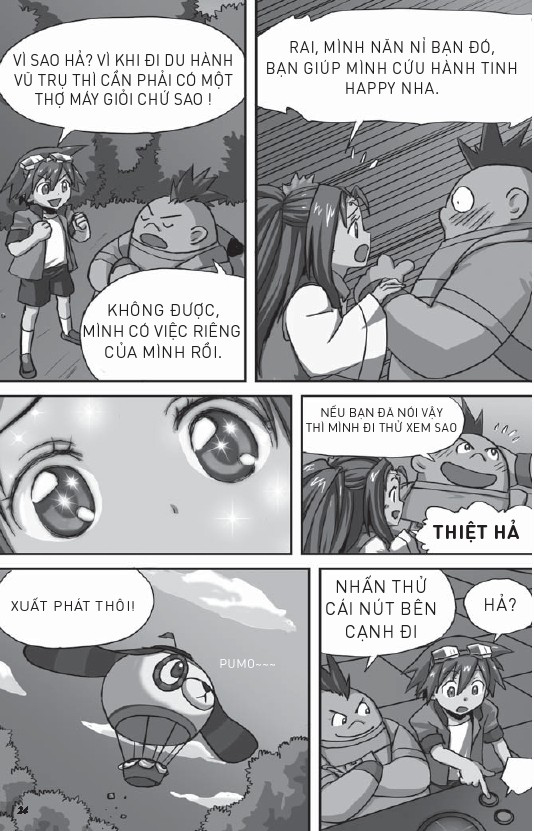 VÌ SAO HẢ? VÌ KHI ĐI DU HÀNH
VŨ TRỤ THÌ CẦN PHẢI CÓ MỘT
THỢ MÁY GIỎI CHỨ SAO !
KHÔNG ĐƯỢC,
MÌNH CÓ VIỆC RIÊNG
CỦA MÌNH RỒI.
RAI, MÌNH NĂN NỈ BẠN ĐÓ,
BẠN GIÚP MÌNH CỨU HÀNH TINH
HAPPY NHA.
NẾU BẠN ĐÃ NÓI VẬY
THÌ MÌNH ĐI THỬ XEM SAO
THIỆT HẢ
XUẤT PHÁT THÔI!
PUMO~~~
NHẤN THỬ
CÁI NÚT BÊN
CẠNH ĐI
HẢ?
24